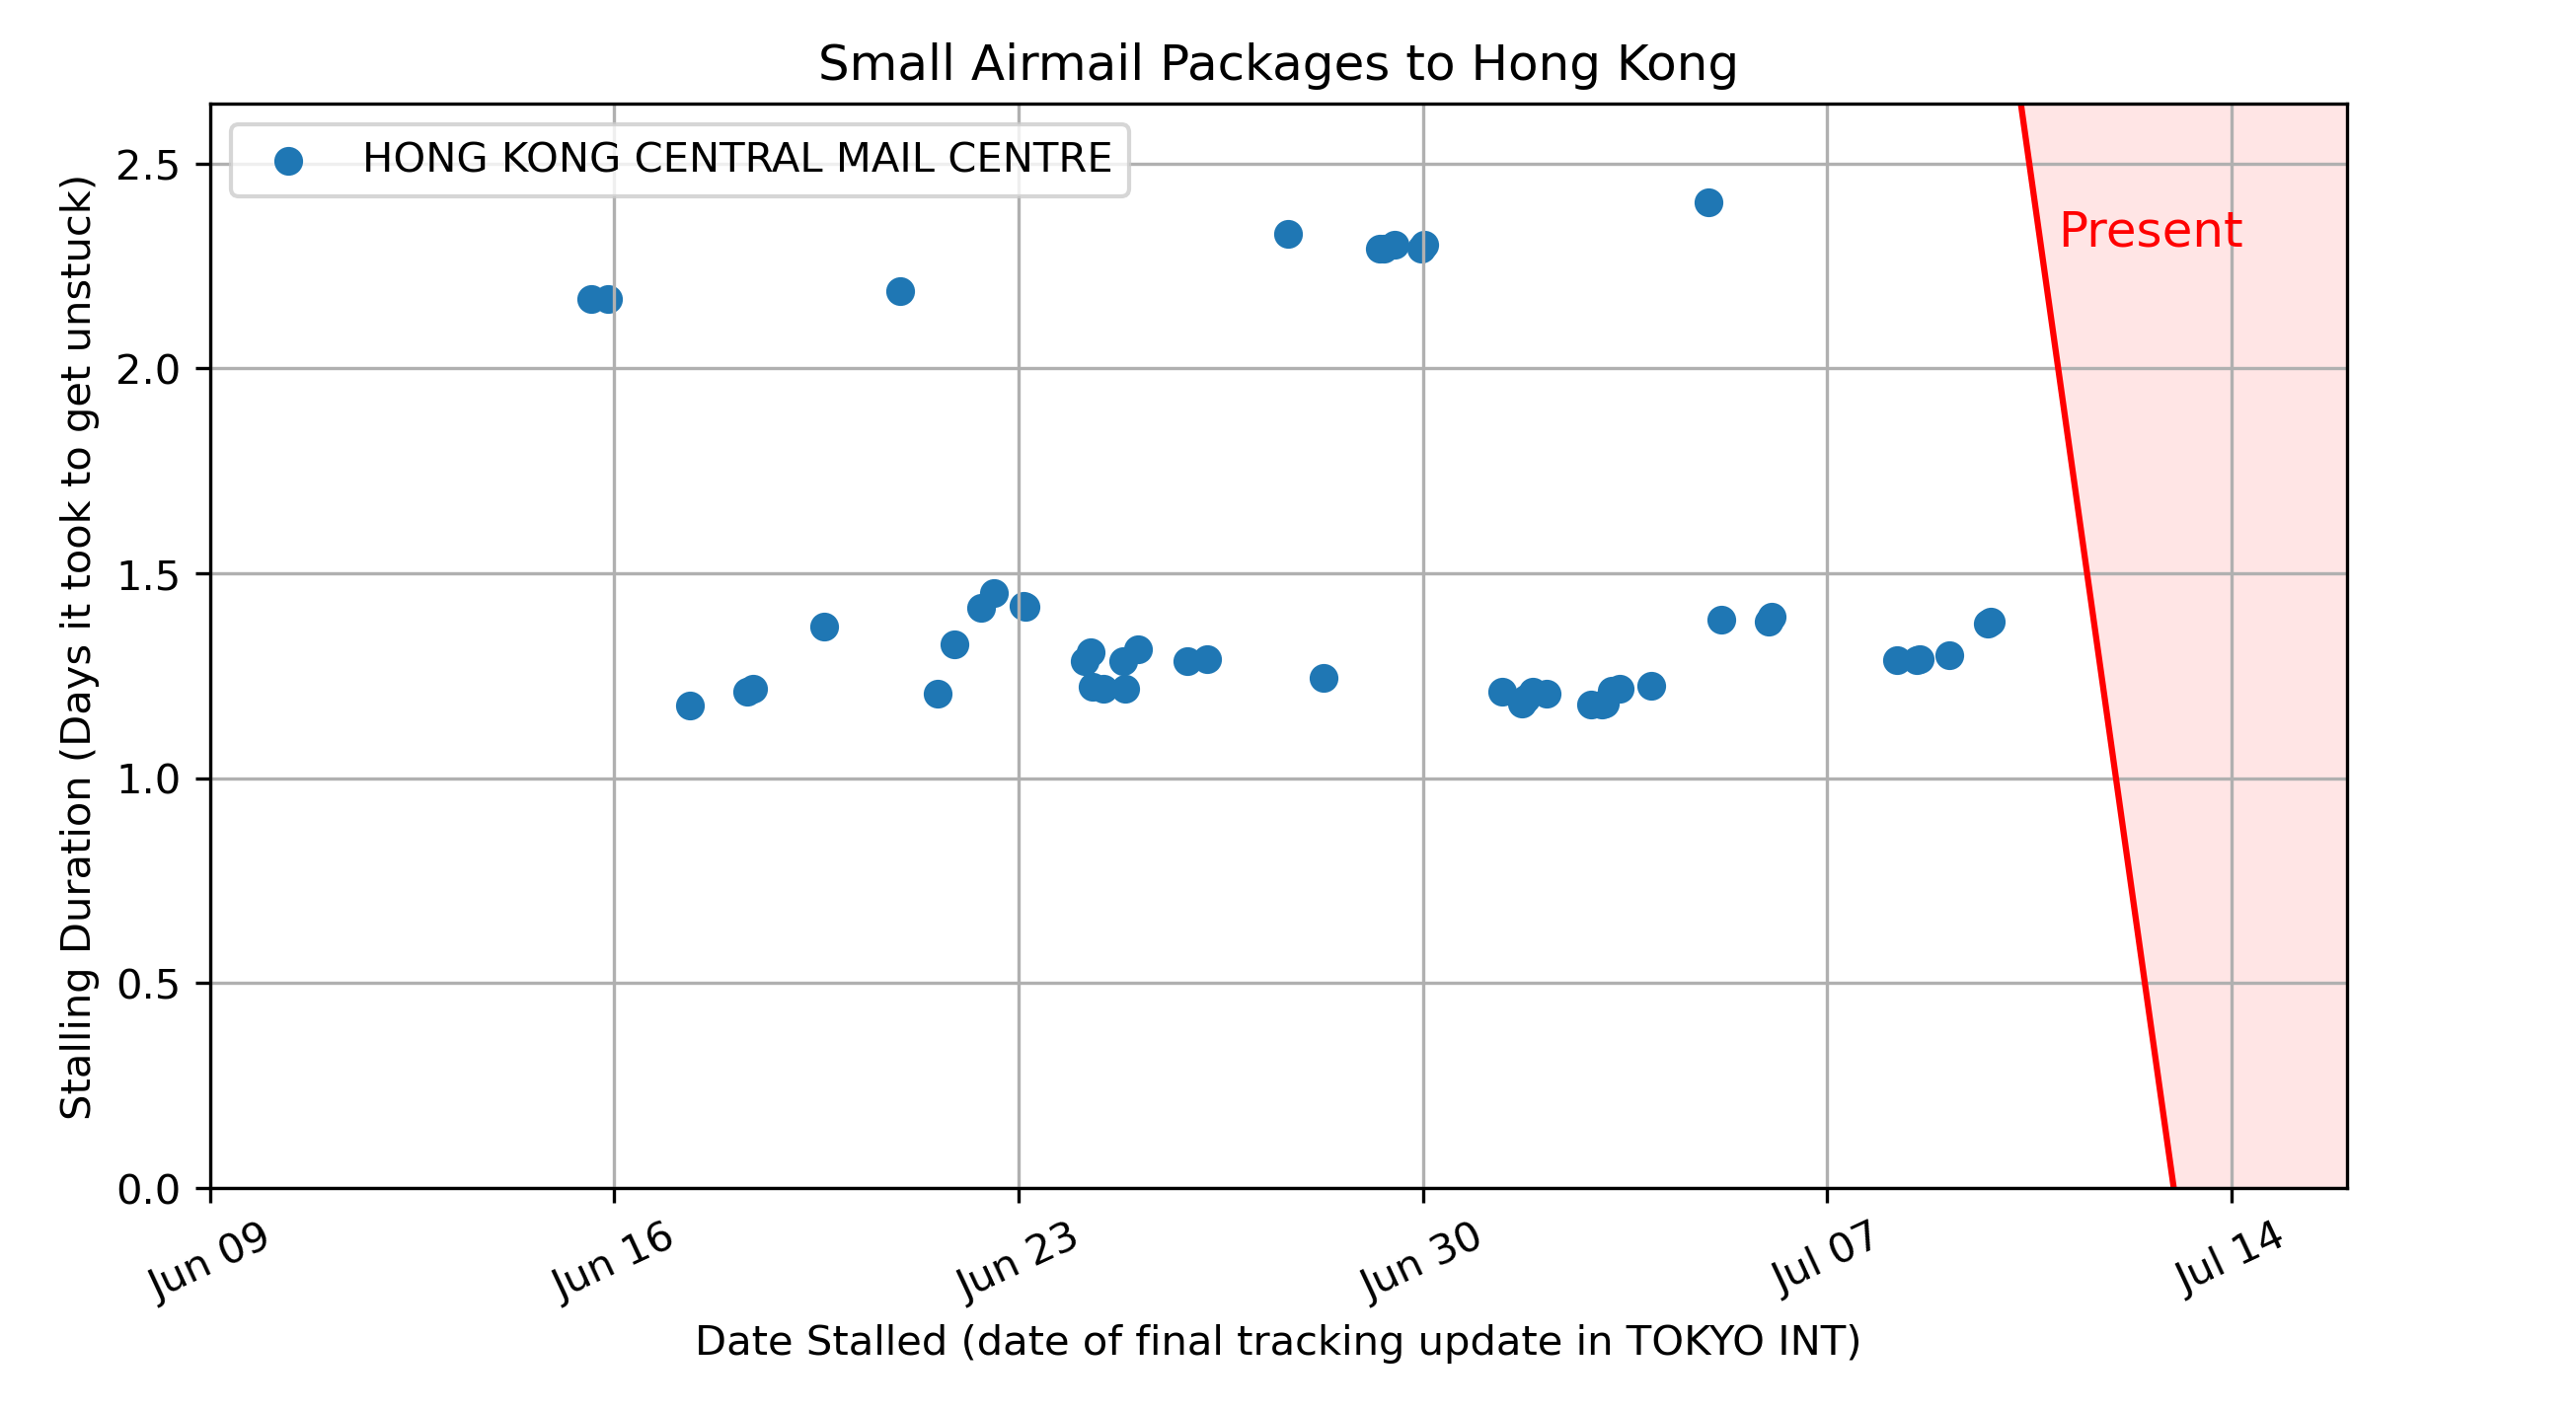 Small Airmail Packages to Hong Kong
HONG KONG CENTRAL MAIL CENTRE
Present
Stalling Duration (Days it took to get unstuck)
2.5
2.0
1.5
1.0
0.5
0.0
Jun 09
Jun 16
Jun 23
Jun 30
Jul 07
Jul 14
Date Stalled (date of final tracking update in TOKYO INT)